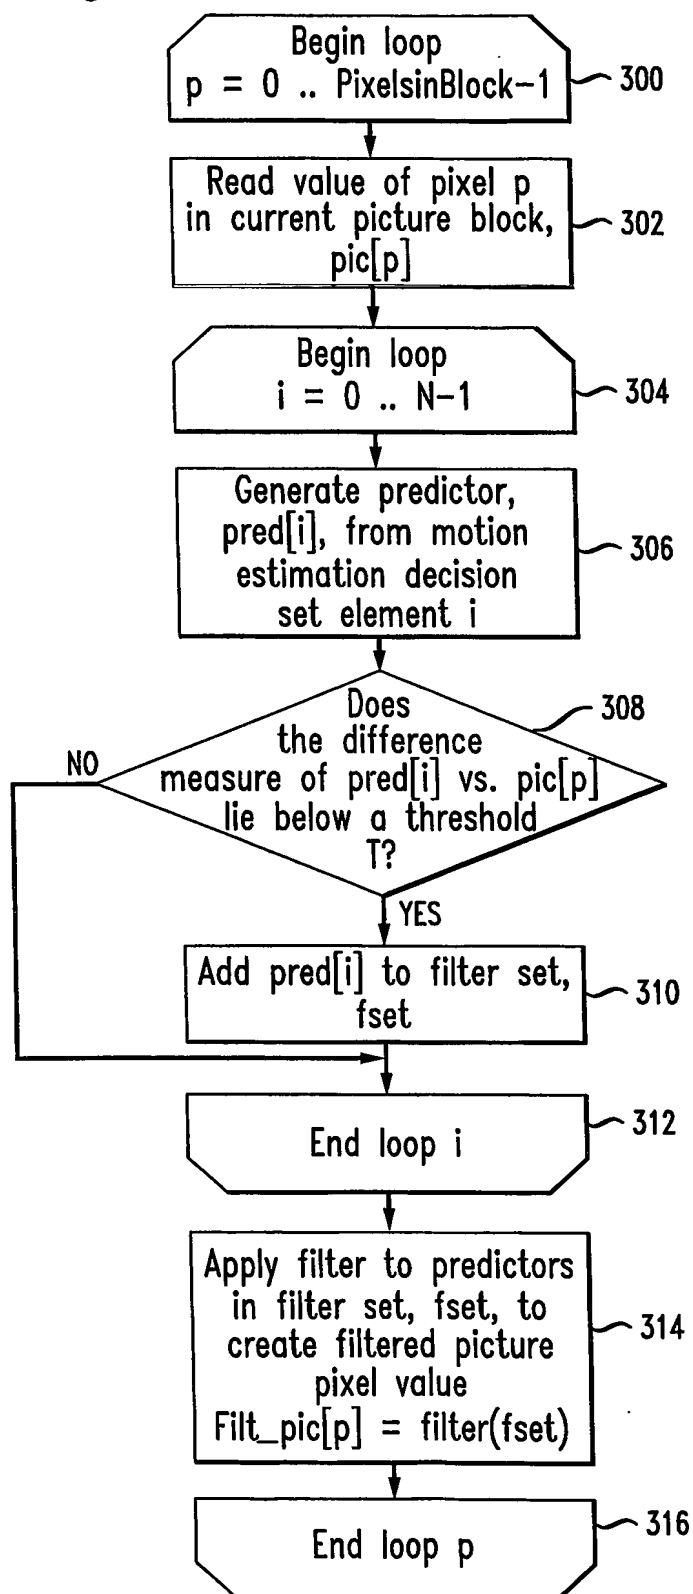 Begin loop
p = 0 .. PixelsinBlock-1
300
Read value of pixel p
in current picture block,
pic[p]
302
Begin loop
i = 0 .. N-1
304
Generate predictor,
pred[i], from motion
estimation decision
set element i
306
Does
the difference
measure of pred[i] vs. pic[p]
lie below a threshold
T?
308
NO
YES
Add pred[i] to filter set,
fset
310
End loop i
312
Apply filter to predictors
in filter set, fset, to
create filtered picture
pixel value
Filt_pic[p] = filter(fset)
314
End loop p
316